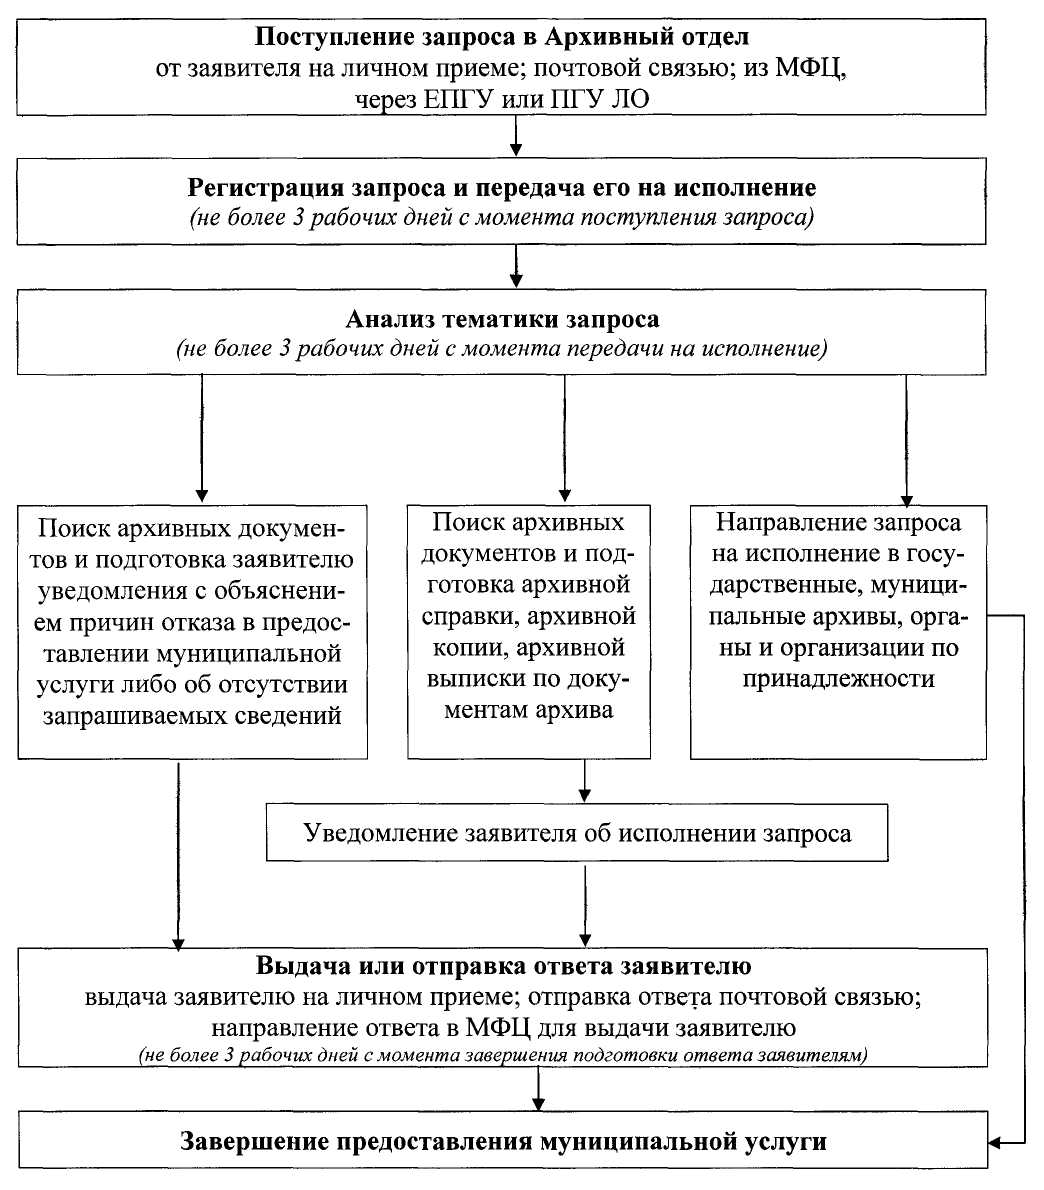 Поступление запроса в Архивный отдел
от заявителя на личном приеме; почтовой связью; из МФЦ,
через ЕПГУ или ПГУ ЛО
Регистрация запроса и передача его на исполнение
(не более 3 рабочих дней с момента поступления запроса)
Анализ тематики запроса
(не более 3 рабочих дней с момента передачи на исполнение)
Поиск архивных докумен-
тов и подготовка заявителю
уведомления с объяснени-
ем причин отказа в предос-
тавлении муниципальной
услуги либо об отсутствии
запрашиваемых сведений
Поиск архивных
документов и под-
готовка архивной
справки, архивной
копии, архивной
выписки по доку-
ментам архива
Направление запроса
на исполнение в госу-
дарственные, муници-
пальные архивы, орга-
ны и организации по
принадлежности
Уведомление заявителя об исполнении запроса
Выдача или отправка ответа заявителю
выдача заявителю на личном приеме; отправка ответа почтовой связью;
направление ответа в МФЦ для выдачи заявителю
(не более 3 рабочих дней с момента завершения подготовки ответа заявителям)
Завершение предоставления муниципальной услуги